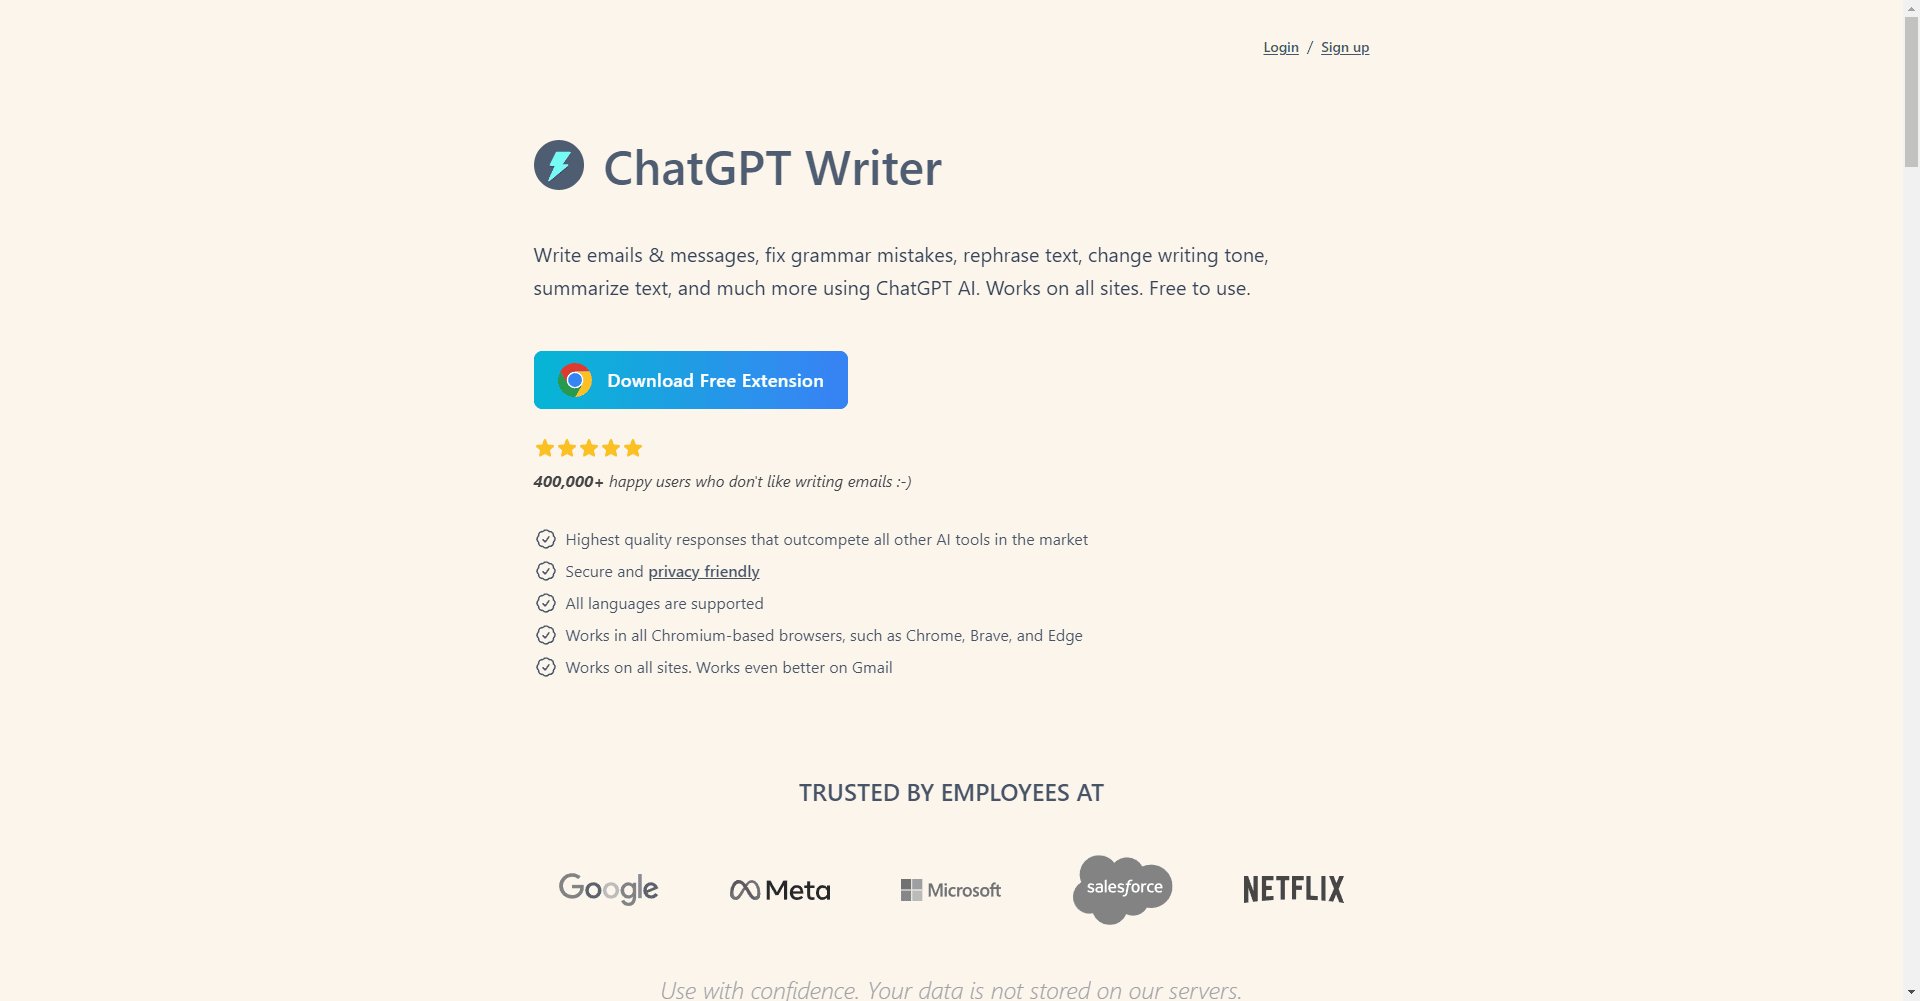 Login / Sign up
ChatGPT Writer
Write emails & messages, fix grammar mistakes, rephrase text, change writing tone,
summarize text, and much more using ChatGPT AI. Works on all sites. Free to use.
Download Free Extension
400,000+ happy users who don't like writing emails :-)
Highest quality responses that outcompete all other AI tools in the market
Secure and privacy friendly
All languages are supported
Works in all Chromium-based browsers, such as Chrome, Brave, and Edge
Works on all sites. Works even better on Gmail
TRUSTED BY EMPLOYEES AT
Google Meta Microsoft salesforce NETFLIX
Use with confidence. Your data is not stored on our servers.